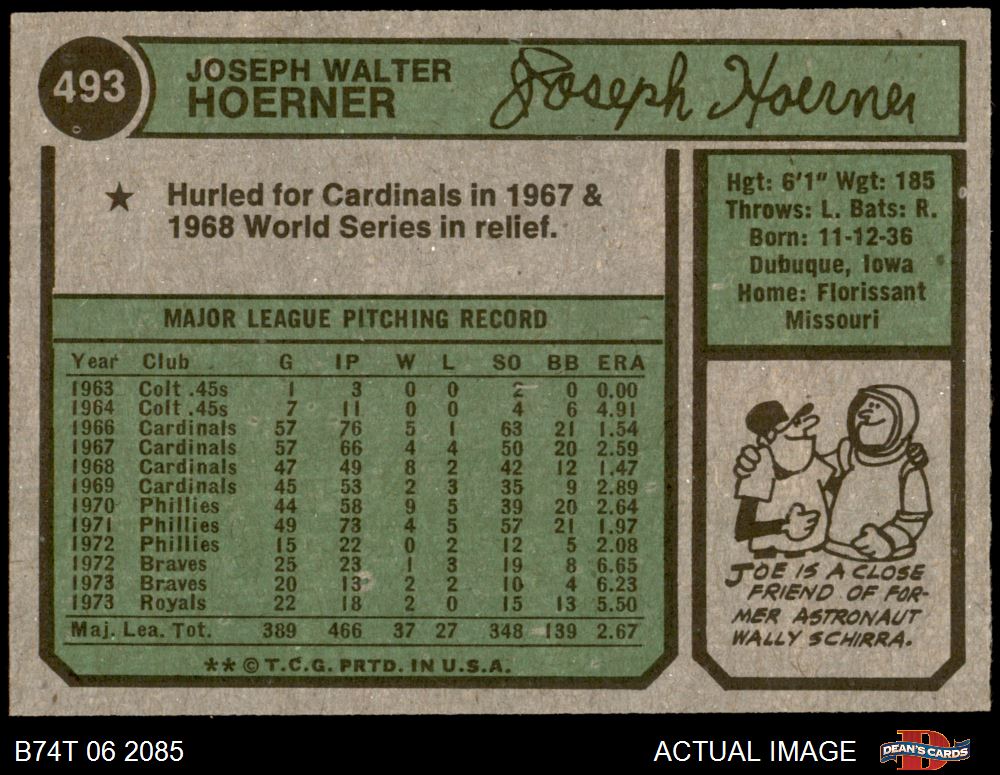 493
JOSEPH WALTER
HOERNER
Joseph Hoerner
★ Hurled for Cardinals in 1967 &
1968 World Series in relief.
MAJOR LEAGUE PITCHING RECORD
Year Club G IP W L SO BB ERA
1963 Colt .45s 1 3 0 0 2 0 0.00
1964 Colt .45s 7 11 0 0 4 6 4.91
1966 Cardinals 57 76 5 1 63 21 1.54
1967 Cardinals 57 66 4 4 50 20 2.59
1968 Cardinals 47 49 8 2 42 12 1.47
1969 Cardinals 45 53 2 3 35 9 2.89
1970 Phillies 44 58 9 5 39 20 2.64
1971 Phillies 49 73 4 5 57 21 1.97
1972 Phillies 15 22 0 2 12 5 2.08
1972 Braves 25 23 1 3 19 8 6.65
1973 Braves 20 13 2 2 10 4 6.23
1973 Royals 22 18 2 0 15 13 5.50
Maj. Lea. Tot. 389 466 37 27 348 139 2.67
** © T.C.G. PRTD. IN U.S.A.
Hgt: 6'1" Wgt: 185
Throws: L. Bats: R.
Born: 11-12-36
Dubuque, Iowa
Home: Florissant
Missouri
JOE IS A CLOSE
FRIEND OF FOR-
MER ASTRONAUT
WALLY SCHIRRA.
B74T 06 2085
ACTUAL IMAGE
D
DEAN'S CARDS